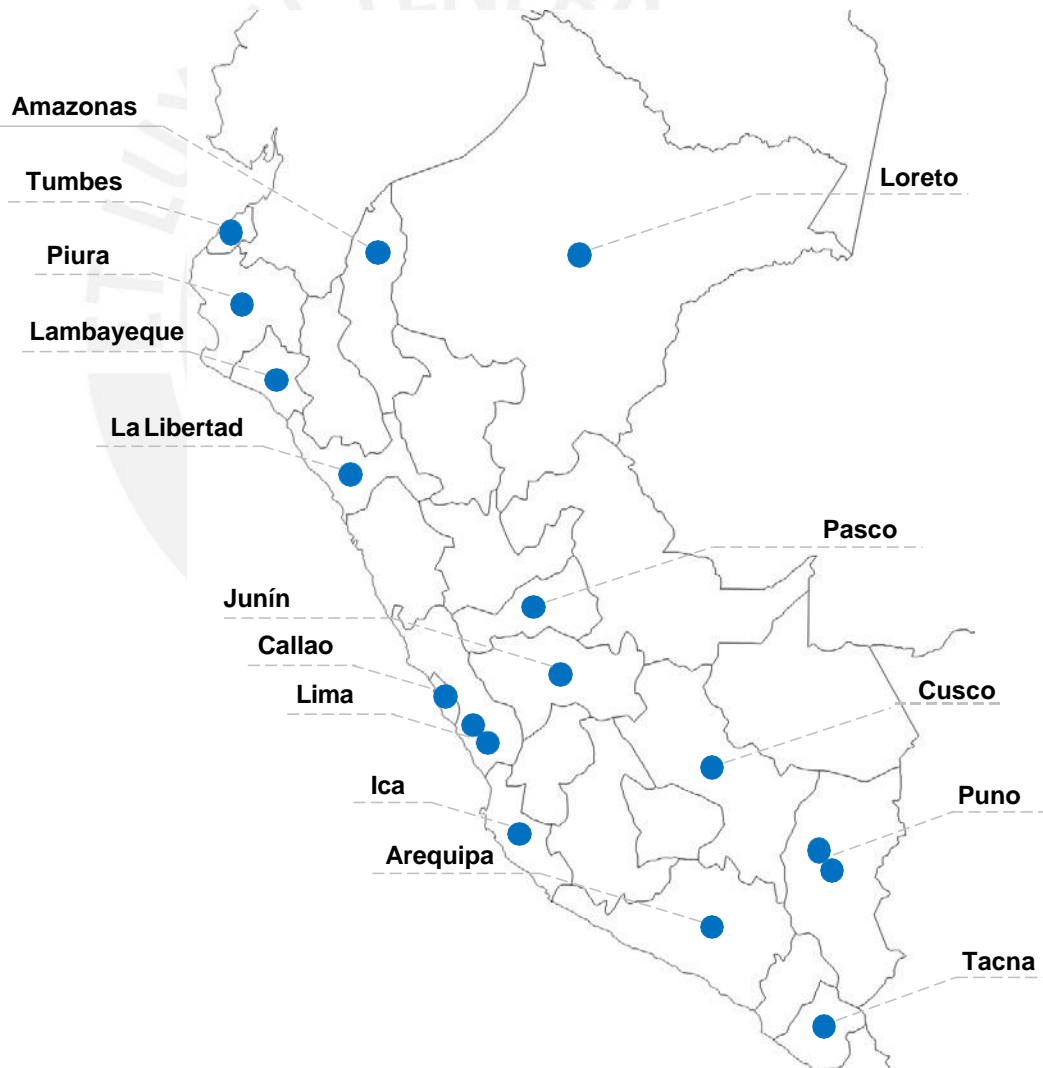 Amazonas
Loreto
Tumbes
Piura
Lambayeque
La Libertad
Pasco
Junín
Callao
Cusco
Lima
Ica
Puno
Arequipa
Tacna